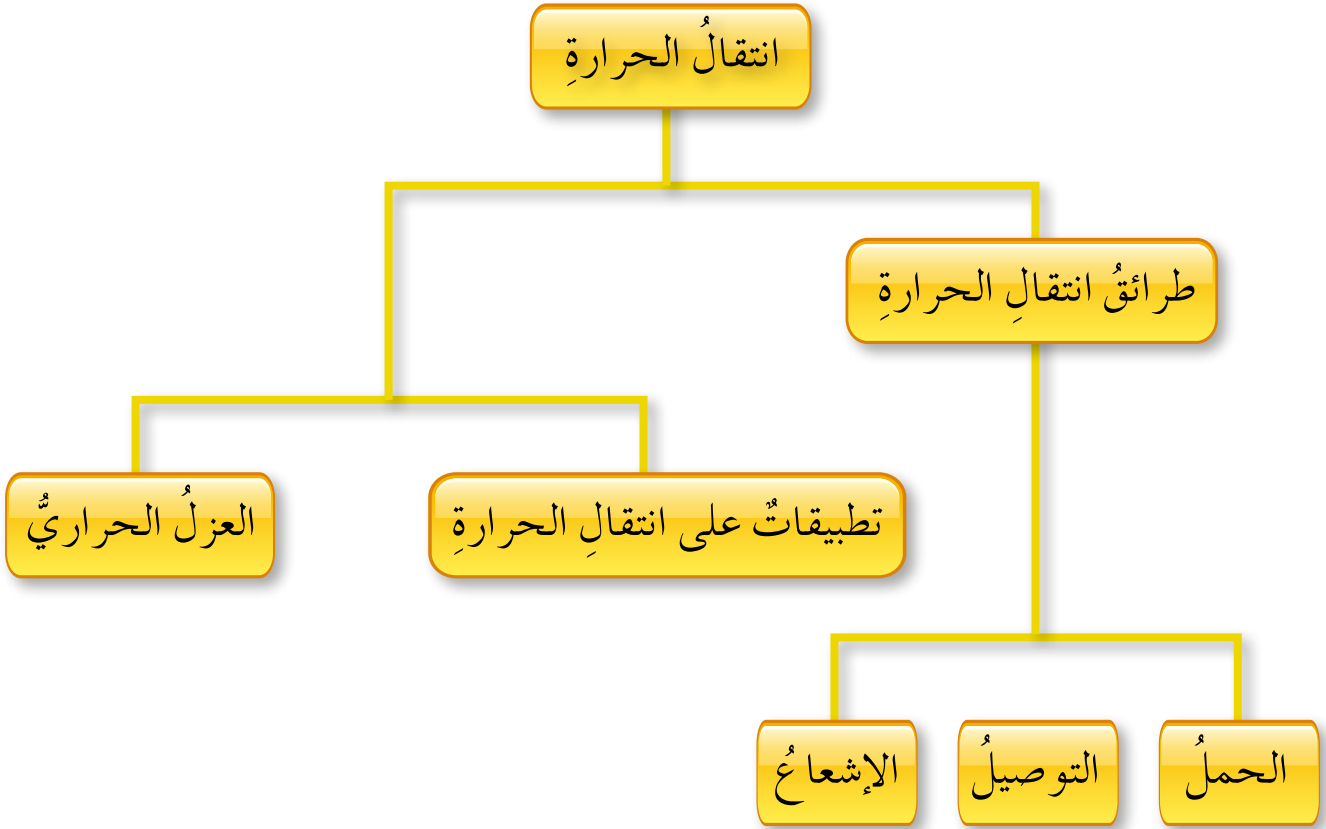 انتقالُ الحرارةِ
طرائقُ انتقالِ الحرارةِ
تطبيقاتٌ على انتقالِ الحرارةِ
العزلُ الحراريُّ
الحملُ
التوصيلُ
الإشعاعُ